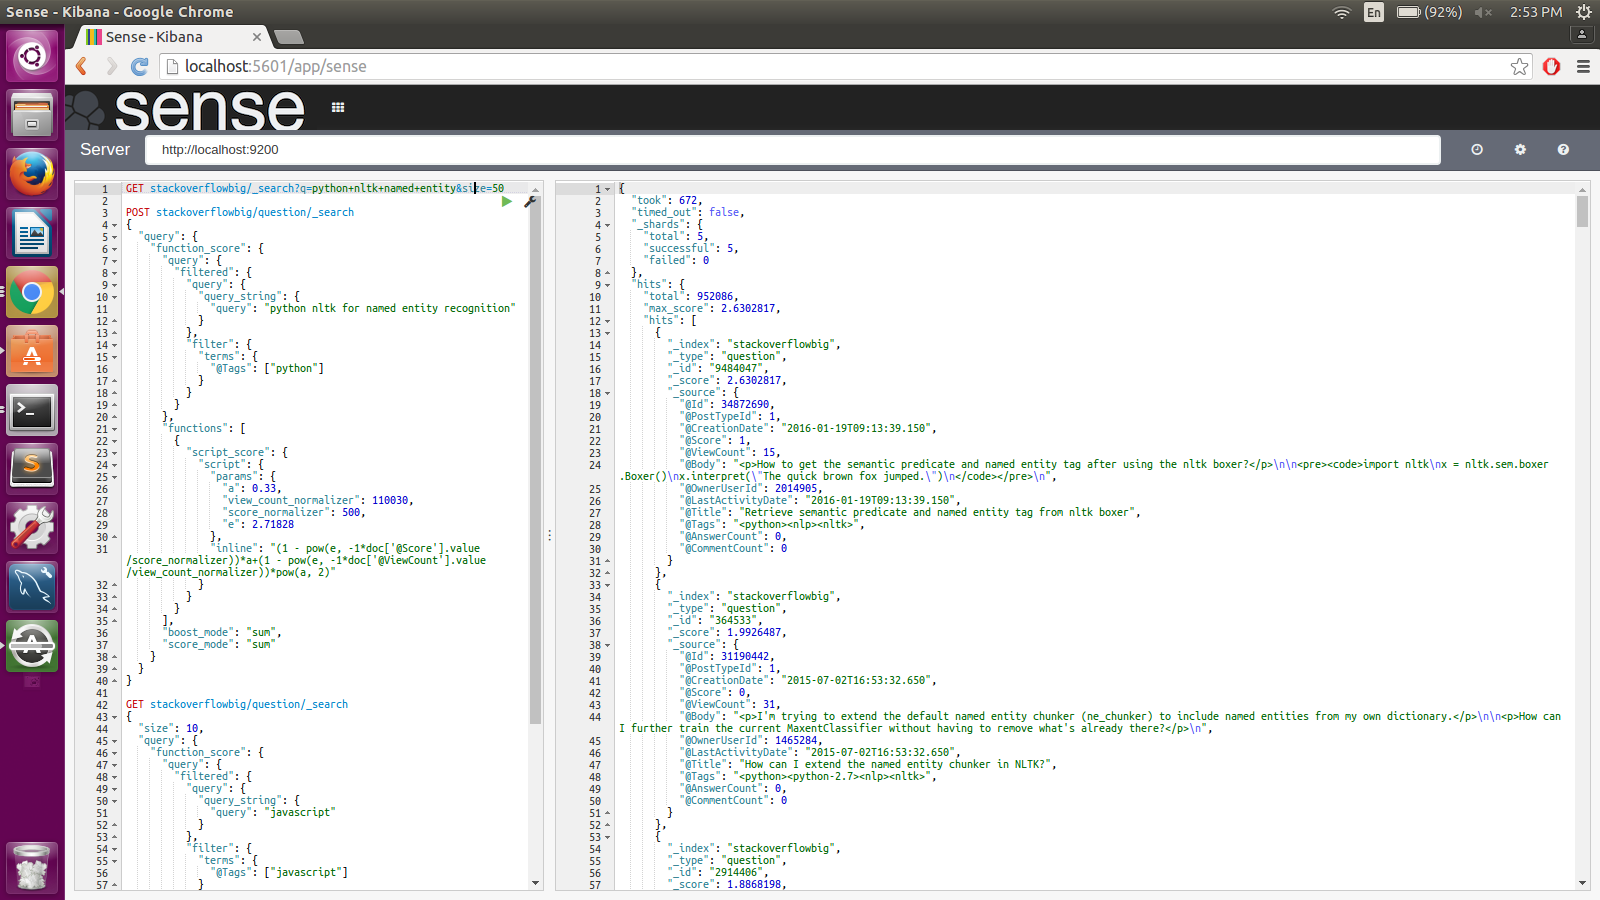 Sense - Kibana - Google Chrome
En
(92%)
2:53 PM
Sense - Kibana
localhost:5601/app/sense
sense
Server
http://localhost:9200
1 GET stackoverflowbig/_search?q=python+nltk+named+entity&size=50
2
3 POST stackoverflowbig/question/_search
4 {
5 "query": {
6 "function_score": {
7 "query": {
8 "filtered": {
9 "query": {
10 "query_string": {
11 "query": "python nltk for named entity recognition"
12 }
13 },
14 "filter": {
15 "terms": {
16 "@Tags": ["python"]
17 }
18 }
19 }
20 },
21 "functions": [
22 {
23 "script_score": {
24 "script": {
25 "params": {
26 "a": 0.33,
27 "view_count_normalizer": 110030,
28 "score_normalizer": 500,
29 "e": 2.71828
30 },
31 "inline": "(1 - pow(e, -1*doc['@Score'].value
/score_normalizer))*a+(1 - pow(e, -1*doc['@ViewCount'].value
/view_count_normalizer))*pow(a, 2)"
32 }
33 }
34 }
35 ],
36 "boost_mode": "sum",
37 "score_mode": "sum"
38 }
39 }
40 }
41
42 GET stackoverflowbig/question/_search
43 {
44 "size": 10,
45 "query": {
46 "function_score": {
47 "query": {
48 "filtered": {
49 "query": {
50 "query_string": {
51 "query": "javascript"
52 }
53 },
54 "filter": {
55 "terms": {
56 "@Tags": ["javascript"]
57 }
1 {
2 "took": 672,
3 "timed_out": false,
4 "_shards": {
5 "total": 5,
6 "successful": 5,
7 "failed": 0
8 },
9 "hits": {
10 "total": 952086,
11 "max_score": 2.6302817,
12 "hits": [
13 {
14 "_index": "stackoverflowbig",
15 "_type": "question",
16 "_id": "9484047",
17 "_score": 2.6302817,
18 "_source": {
19 "@Id": 34872690,
20 "@PostTypeId": 1,
21 "@CreationDate": "2016-01-19T09:13:39.150",
22 "@Score": 1,
23 "@ViewCount": 15,
24 "@Body": "<p>How to get the semantic predicate and named entity tag after using the nltk boxer?</p>\n\n<pre><code>import nltk\nx = nltk.sem.boxer
.Boxer()\nx.interpret(\"The quick brown fox jumped.\")\n</code></pre>\n",
25 "@OwnerUserId": 2014905,
26 "@LastActivityDate": "2016-01-19T09:13:39.150",
27 "@Title": "Retrieve semantic predicate and named entity tag from nltk boxer",
28 "@Tags": "<python><nlp><nltk>",
29 "@AnswerCount": 0,
30 "@CommentCount": 0
31 }
32 },
33 {
34 "_index": "stackoverflowbig",
35 "_type": "question",
36 "_id": "364533",
37 "_score": 1.9926487,
38 "_source": {
39 "@Id": 31190442,
40 "@PostTypeId": 1,
41 "@CreationDate": "2015-07-02T16:53:32.650",
42 "@Score": 0,
43 "@ViewCount": 31,
44 "@Body": "<p>I'm trying to extend the default named entity chunker (ne_chunker) to include named entities from my own dictionary.</p>\n\n<p>How can
I further train the current MaxentClassifier without having to remove what's already there?</p>\n",
45 "@OwnerUserId": 1465284,
46 "@LastActivityDate": "2015-07-02T16:53:32.650",
47 "@Title": "How can I extend the named entity chunker in NLTK?",
48 "@Tags": "<python><python-2.7><nlp><nltk>",
49 "@AnswerCount": 0,
50 "@CommentCount": 0
51 }
52 },
53 {
54 "_index": "stackoverflowbig",
55 "_type": "question",
56 "_id": "2914406",
57 "_score": 1.8868198,